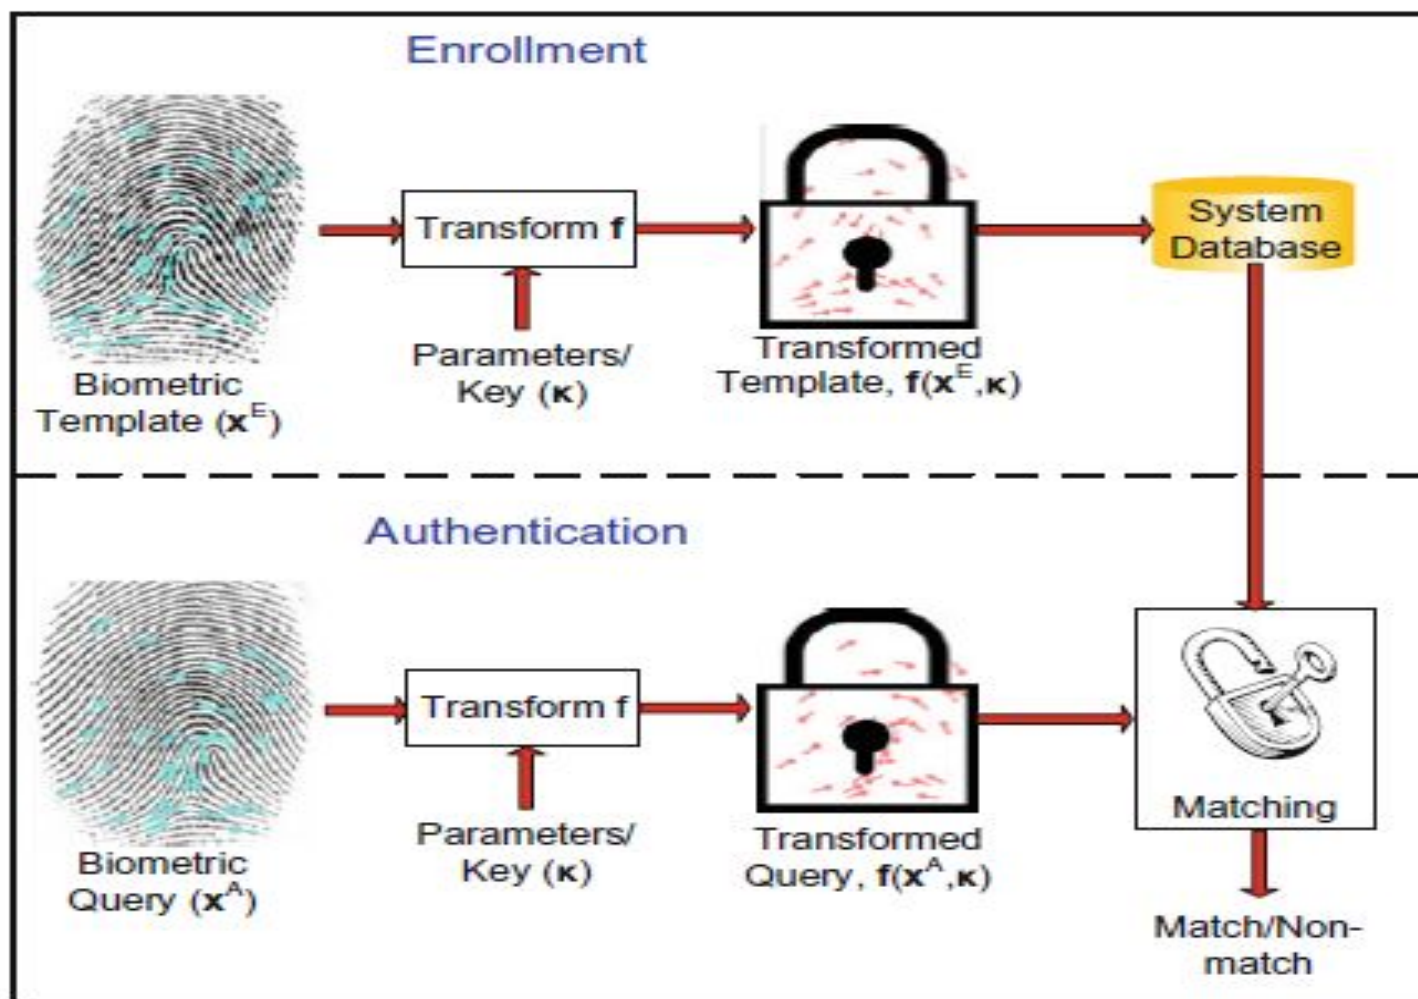 Enrollment
Transform f
System
Database
Parameters/
Key (κ)
Biometric
Template (xᴱ)
Transformed
Template, f(xᴱ,κ)
Authentication
Transform f
Parameters/
Key (κ)
Biometric
Query (xᴬ)
Transformed
Query, f(xᴬ,κ)
Matching
Match/Non-
match